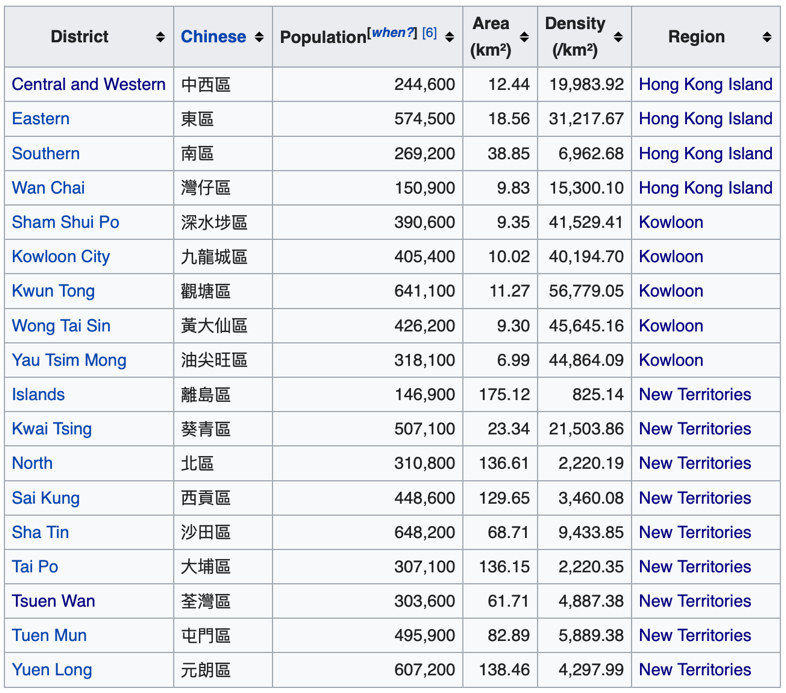 District Chinese Population[when?] [6] Area (km²) Density (/km²) Region
Central and Western 中西區 244,600 12.44 19,983.92 Hong Kong Island
Eastern 東區 574,500 18.56 31,217.67 Hong Kong Island
Southern 南區 269,200 38.85 6,962.68 Hong Kong Island
Wan Chai 灣仔區 150,900 9.83 15,300.10 Hong Kong Island
Sham Shui Po 深水埗區 390,600 9.35 41,529.41 Kowloon
Kowloon City 九龍城區 405,400 10.02 40,194.70 Kowloon
Kwun Tong 觀塘區 641,100 11.27 56,779.05 Kowloon
Wong Tai Sin 黃大仙區 426,200 9.30 45,645.16 Kowloon
Yau Tsim Mong 油尖旺區 318,100 6.99 44,864.09 Kowloon
Islands 離島區 146,900 175.12 825.14 New Territories
Kwai Tsing 葵青區 507,100 23.34 21,503.86 New Territories
North 北區 310,800 136.61 2,220.19 New Territories
Sai Kung 西貢區 448,600 129.65 3,460.08 New Territories
Sha Tin 沙田區 648,200 68.71 9,433.85 New Territories
Tai Po 大埔區 307,100 136.15 2,220.35 New Territories
Tsuen Wan 荃灣區 303,600 61.71 4,887.38 New Territories
Tuen Mun 屯門區 495,900 82.89 5,889.38 New Territories
Yuen Long 元朗區 607,200 138.46 4,297.99 New Territories